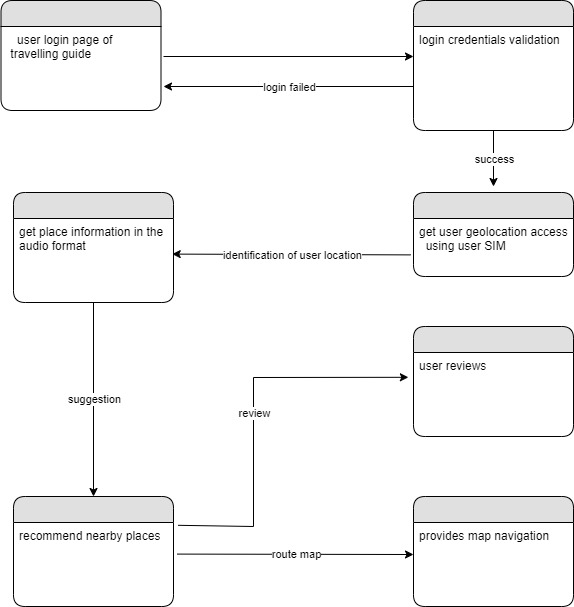 user login page of
travelling guide
login credentials validation
login failed
success
get place information in the
audio format
get user geolocation access
using user SIM
identification of user location
user reviews
suggestion
review
recommend nearby places
route map
provides map navigation